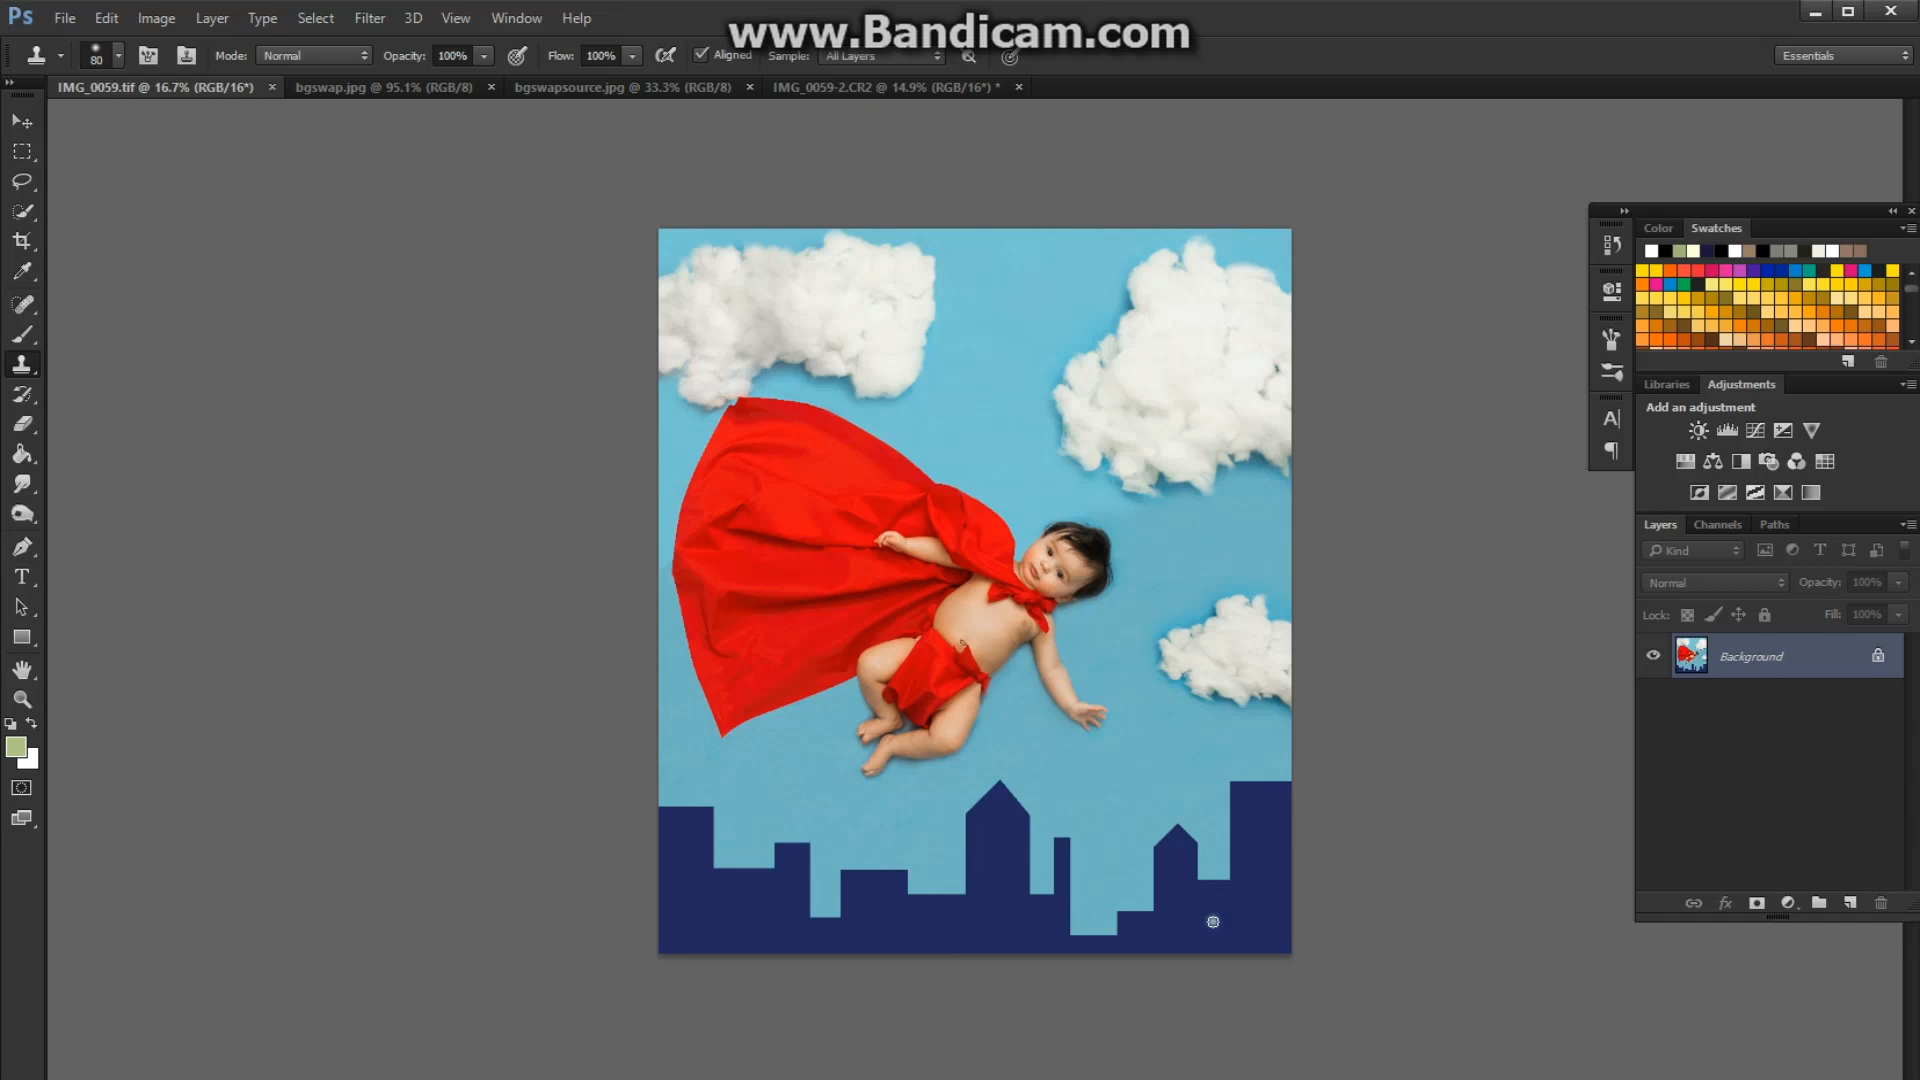 Ps File Edit Image Layer Type Select Filter 3D View Window Help
www.Bandicam.com
80 Mode: Normal Opacity: 100% Flow: 100% Aligned Sample: All Layers Essentials
IMG_0059.tif @ 16.7% (RGB/16*) × bgswap.jpg @ 95.1% (RGB/8) × bgswapsource.jpg @ 33.3% (RGB/8) × IMG_0059-2.CR2 @ 14.9% (RGB/16*) * ×
Color Swatches
Libraries Adjustments
Add an adjustment
Layers Channels Paths
Kind
Normal Opacity: 100%
Lock: Fill: 100%
Background